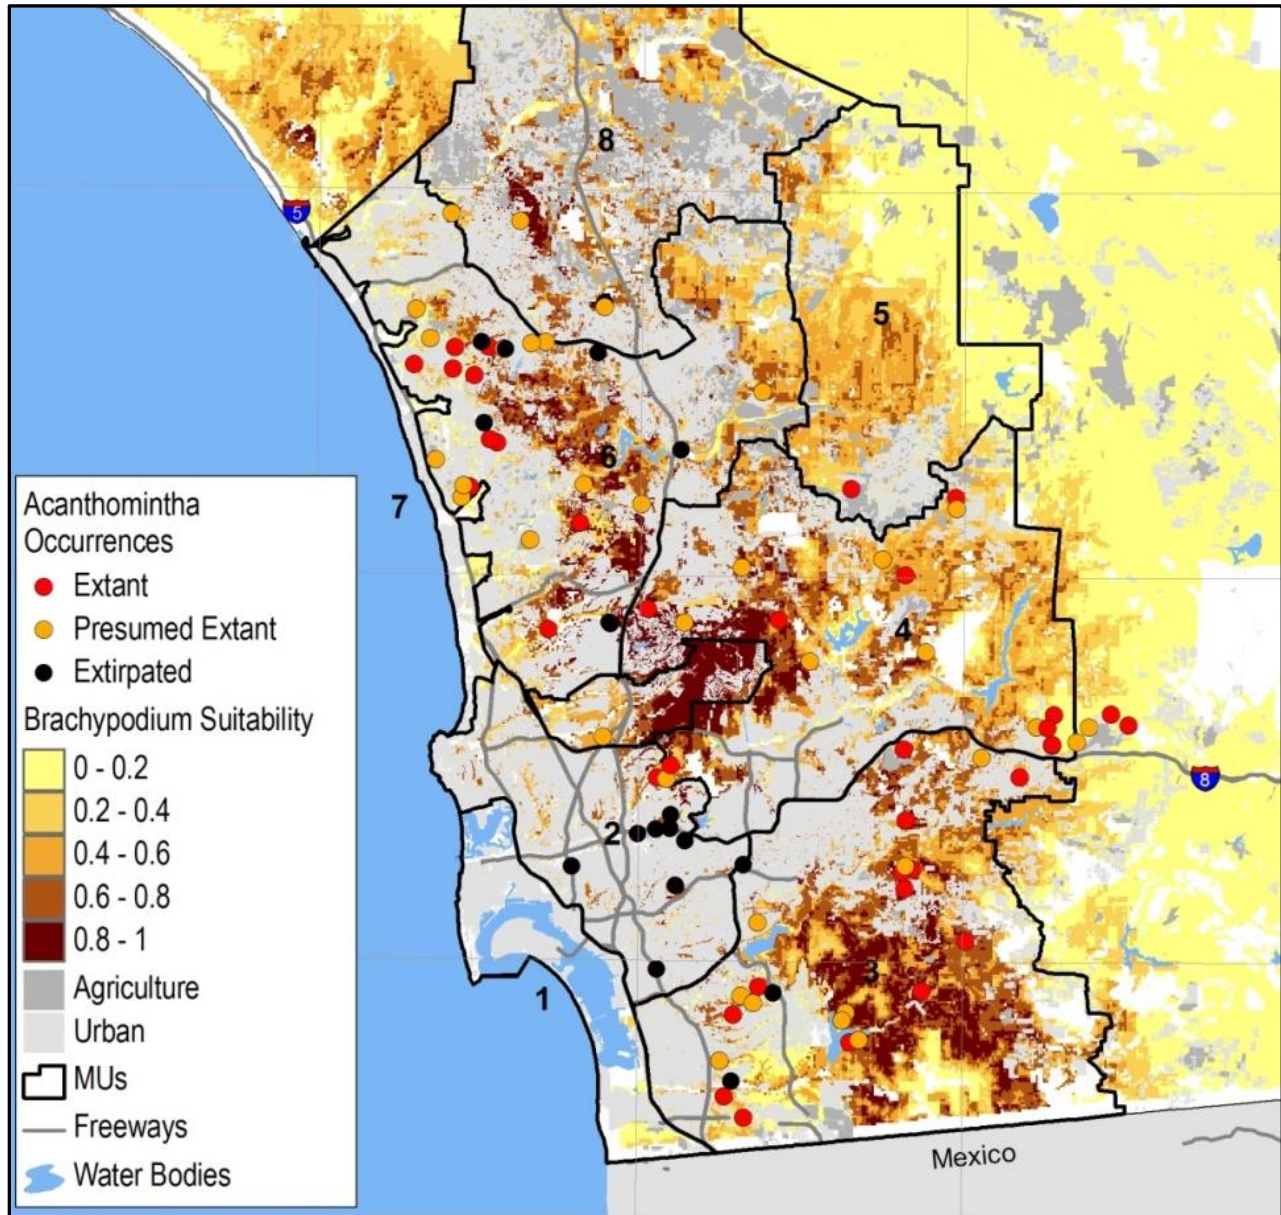 8
5
5
6
7
4
8
2
3
1
Mexico
Acanthomintha
Occurrences
Extant
Presumed Extant
Extirpated
Brachypodium Suitability
0 - 0.2
0.2 - 0.4
0.4 - 0.6
0.6 - 0.8
0.8 - 1
Agriculture
Urban
MUs
Freeways
Water Bodies